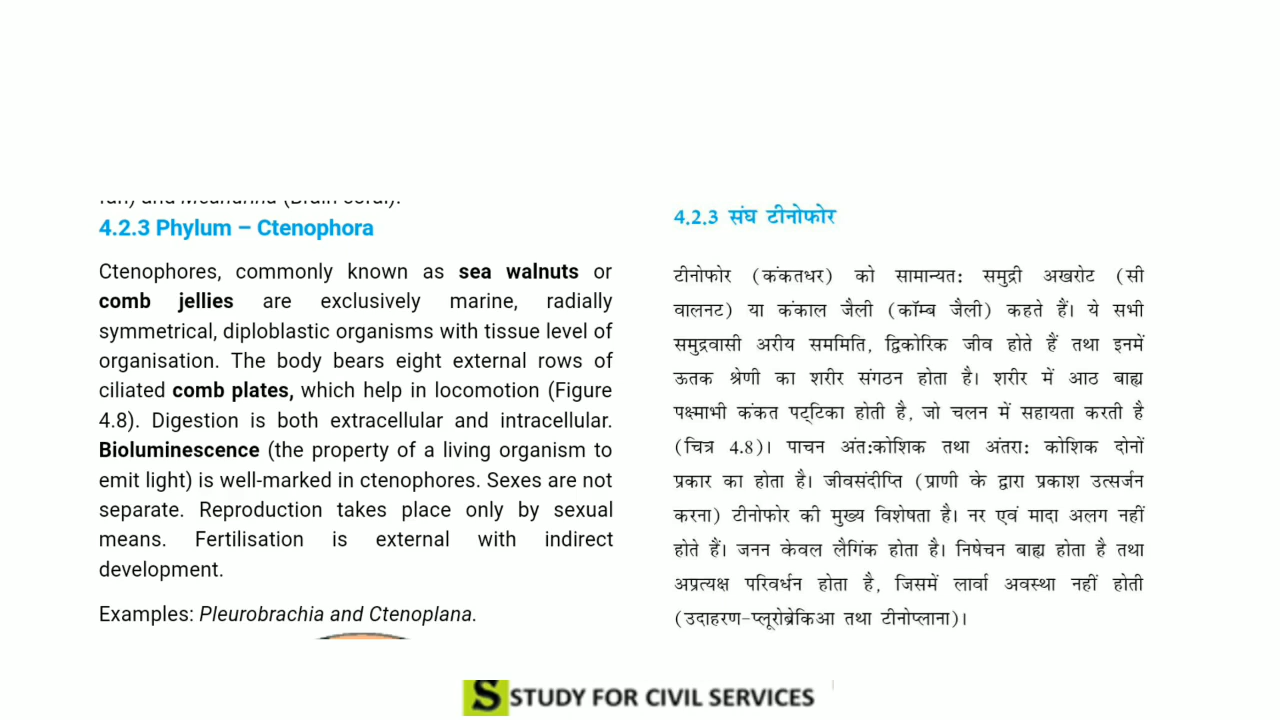 4.2.3 Phylum – Ctenophora
Ctenophores, commonly known as sea walnuts or
comb jellies are exclusively marine, radially
symmetrical, diploblastic organisms with tissue level of
organisation. The body bears eight external rows of
ciliated comb plates, which help in locomotion (Figure
4.8). Digestion is both extracellular and intracellular.
Bioluminescence (the property of a living organism to
emit light) is well-marked in ctenophores. Sexes are not
separate. Reproduction takes place only by sexual
means. Fertilisation is external with indirect
development.
Examples: Pleurobrachia and Ctenoplana.
4.2.3 संघ टीनोफोर
टीनोफोर (कंकतधर) को सामान्यत: समुद्री अखरोट (सी
वालनट) या कंकाल जैली (कॉम्ब जैली) कहते हैं। ये सभी
समुद्रवासी अरीय सममिति, द्विकोरिक जीव होते हैं तथा इनमें
ऊतक श्रेणी का शरीर संगठन होता है। शरीर में आठ बाह्य
पक्ष्माभी कंकत पट्टिका होती है, जो चलन में सहायता करती है
(चित्र 4.8)। पाचन अंत:कोशिक तथा अंतरा: कोशिक दोनों
प्रकार का होता है। जीवसंदीप्ति (प्राणी के द्वारा प्रकाश उत्सर्जन
करना) टीनोफोर की मुख्य विशेषता है। नर एवं मादा अलग नहीं
होते हैं। जनन केवल लैगिंक होता है। निषेचन बाह्य होता है तथा
अप्रत्यक्ष परिवर्धन होता है, जिसमें लार्वा अवस्था नहीं होती
(उदाहरण-प्लूरोब्रेकिआ तथा टीनोप्लाना)।
S STUDY FOR CIVIL SERVICES